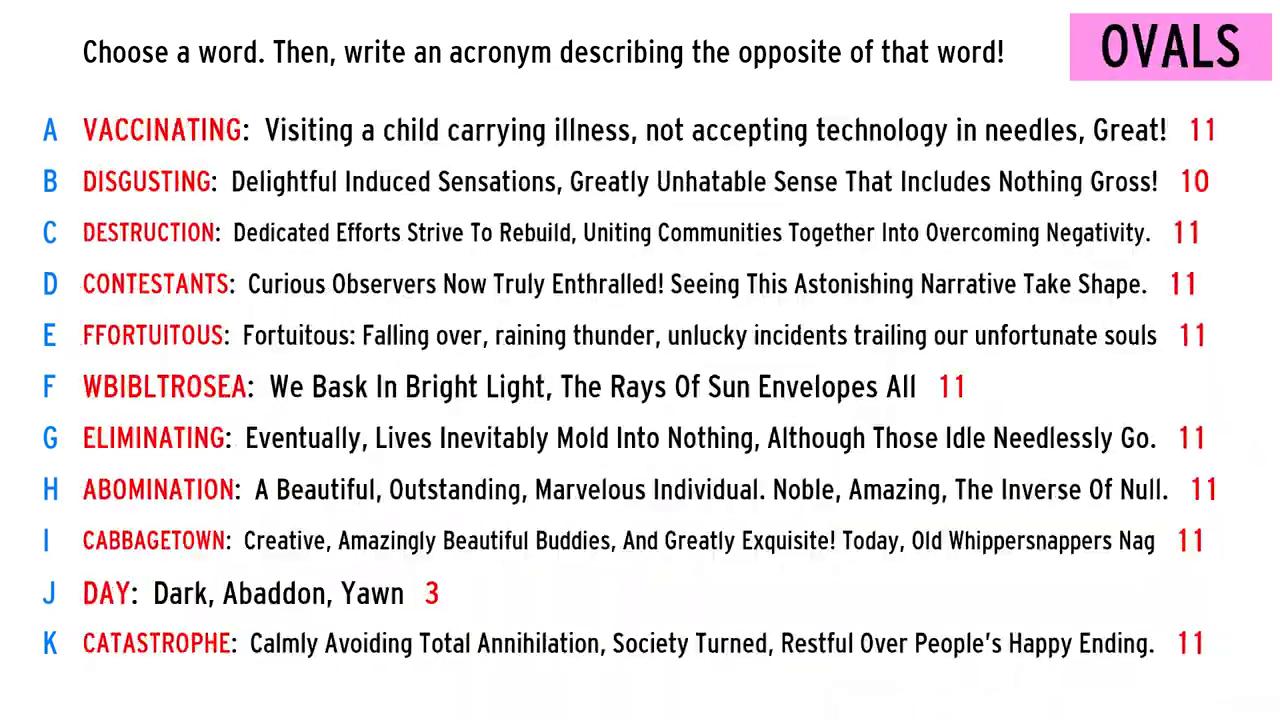 Choose a word. Then, write an acronym describing the opposite of that word!
OVALS
A VACCINATING: Visiting a child carrying illness, not accepting technology in needles, Great! 11
B DISGUSTING: Delightful Induced Sensations, Greatly Unhatable Sense That Includes Nothing Gross! 10
C DESTRUCTION: Dedicated Efforts Strive To Rebuild, Uniting Communities Together Into Overcoming Negativity. 11
D CONTESTANTS: Curious Observers Now Truly Enthralled! Seeing This Astonishing Narrative Take Shape. 11
E FFORTUITOUS: Fortuitous: Falling over, raining thunder, unlucky incidents trailing our unfortunate souls 11
F WBIBLTROSEA: We Bask In Bright Light, The Rays Of Sun Envelopes All 11
G ELIMINATING: Eventually, Lives Inevitably Mold Into Nothing, Although Those Idle Needlessly Go. 11
H ABOMINATION: A Beautiful, Outstanding, Marvelous Individual. Noble, Amazing, The Inverse Of Null. 11
I CABBAGETOWN: Creative, Amazingly Beautiful Buddies, And Greatly Exquisite! Today, Old Whippersnappers Nag 11
J DAY: Dark, Abaddon, Yawn 3
K CATASTROPHE: Calmly Avoiding Total Annihilation, Society Turned, Restful Over People's Happy Ending. 11